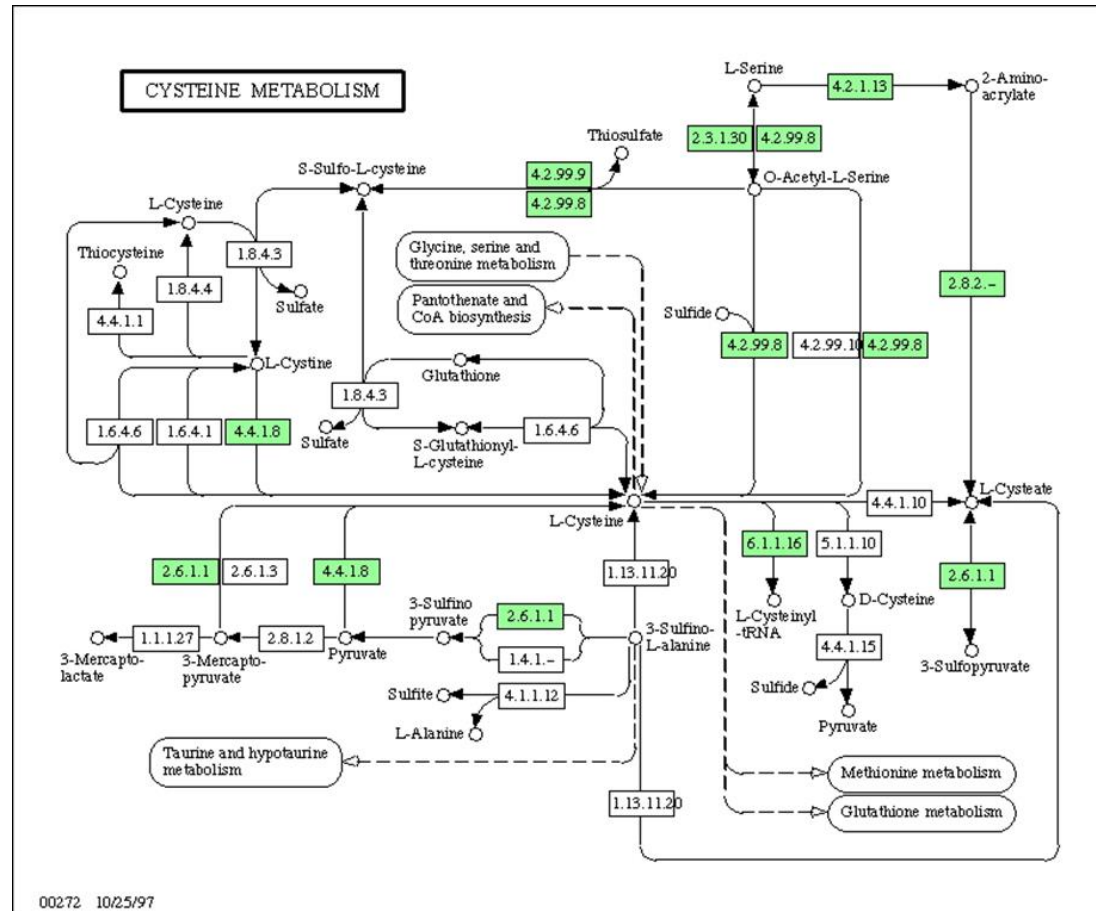 CYSTEINE METABOLISM
L-Serine
4.2.1.13
2-Amino-
acrylate
2.3.1.30
4.2.99.8
Thiosulfate
S-Sulfo-L-cysteine
4.2.99.9
4.2.99.8
O-Acetyl-L-Serine
L-Cysteine
Thiocysteine
1.8.4.3
1.8.4.4
Sulfate
4.4.1.1
L-Cystine
Glycine, serine and
threonine metabolism
Pantothenate and
CoA biosynthesis
Sulfide
2.8.2.-
4.2.99.8
4.2.99.10
4.2.99.8
Glutathione
1.8.4.3
Sulfate
S-Glutathionyl-
L-cysteine
1.6.4.6
1.6.4.6
1.6.4.1
4.4.1.8
L-Cysteine
4.4.1.10
L-Cysteate
2.6.1.1
2.6.1.3
4.4.1.8
1.13.11.20
6.1.1.16
5.1.1.10
2.6.1.1
3-Sulfino
pyruvate
2.6.1.1
3-Sulfino-
L-alanine
L-Cysteinyl
-tRNA
D-Cysteine
1.1.1.27
2.8.1.2
1.4.1.-
3-Mercapto-
lactate
3-Mercapto-
pyruvate
Pyruvate
4.4.1.15
3-Sulfopyruvate
Sulfite
4.1.1.12
Sulfide
L-Alanine
Pyruvate
Taurine and hypotaurine
metabolism
Methionine metabolism
1.13.11.20
Glutathione metabolism
00272 10/25/97